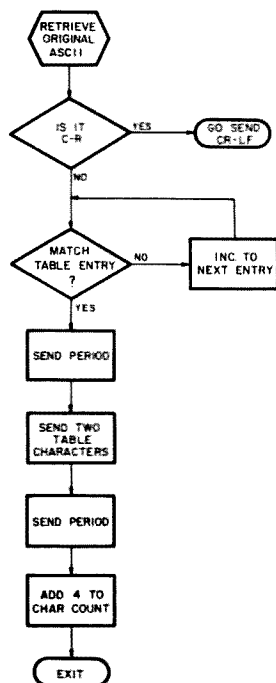 RETRIEVE
ORIGINAL
ASCII
IS IT
C-R
YES
GO SEND
CR-LF
NO
MATCH
TABLE ENTRY
?
NO
INC. TO
NEXT ENTRY
YES
SEND PERIOD
SEND TWO
TABLE
CHARACTERS
SEND PERIOD
ADD 4 TO
CHAR COUNT
EXIT